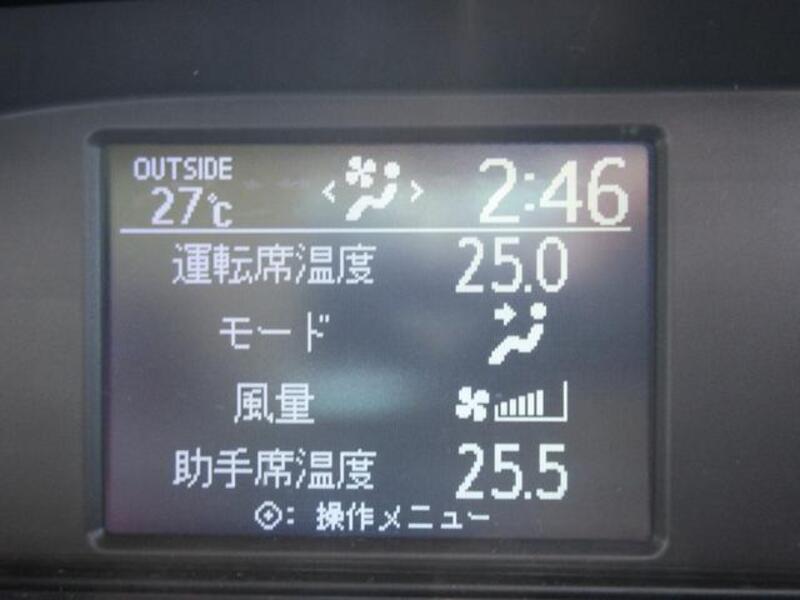 OUTSIDE
27℃ < > 2:46
運転席温度 25.0
モード
風量
助手席温度 25.5
: 操作メニュー